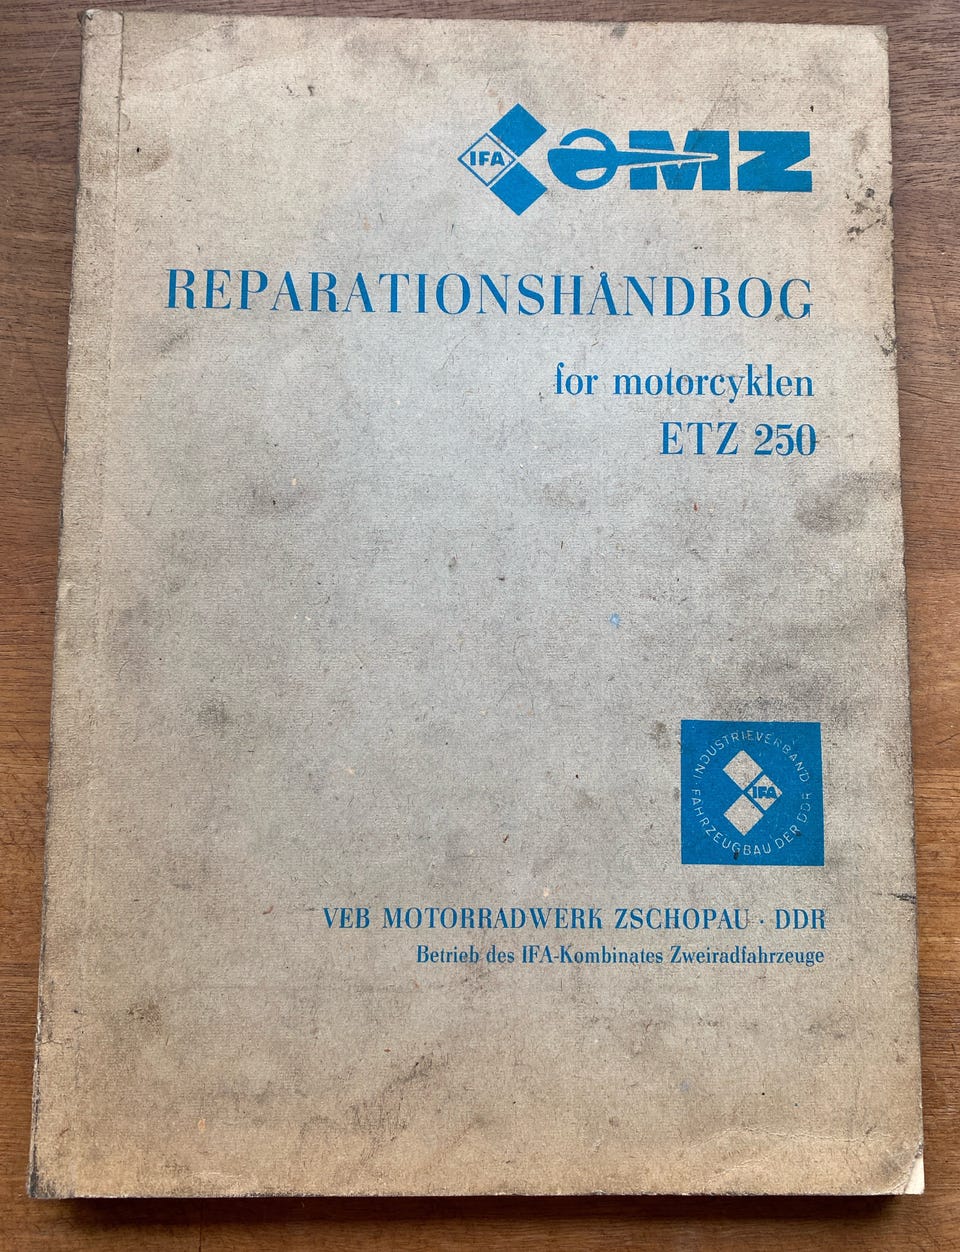 IFA MZ
REPARATIONSHÅNDBOG
for motorcyklen
ETZ 250
INDUSTRIEVERBAND
IFA
FAHRZEUGBAU DER DDR
VEB MOTORRADWERK ZSCHOPAU · DDR
Betrieb des IFA-Kombinates Zweiradfahrzeuge